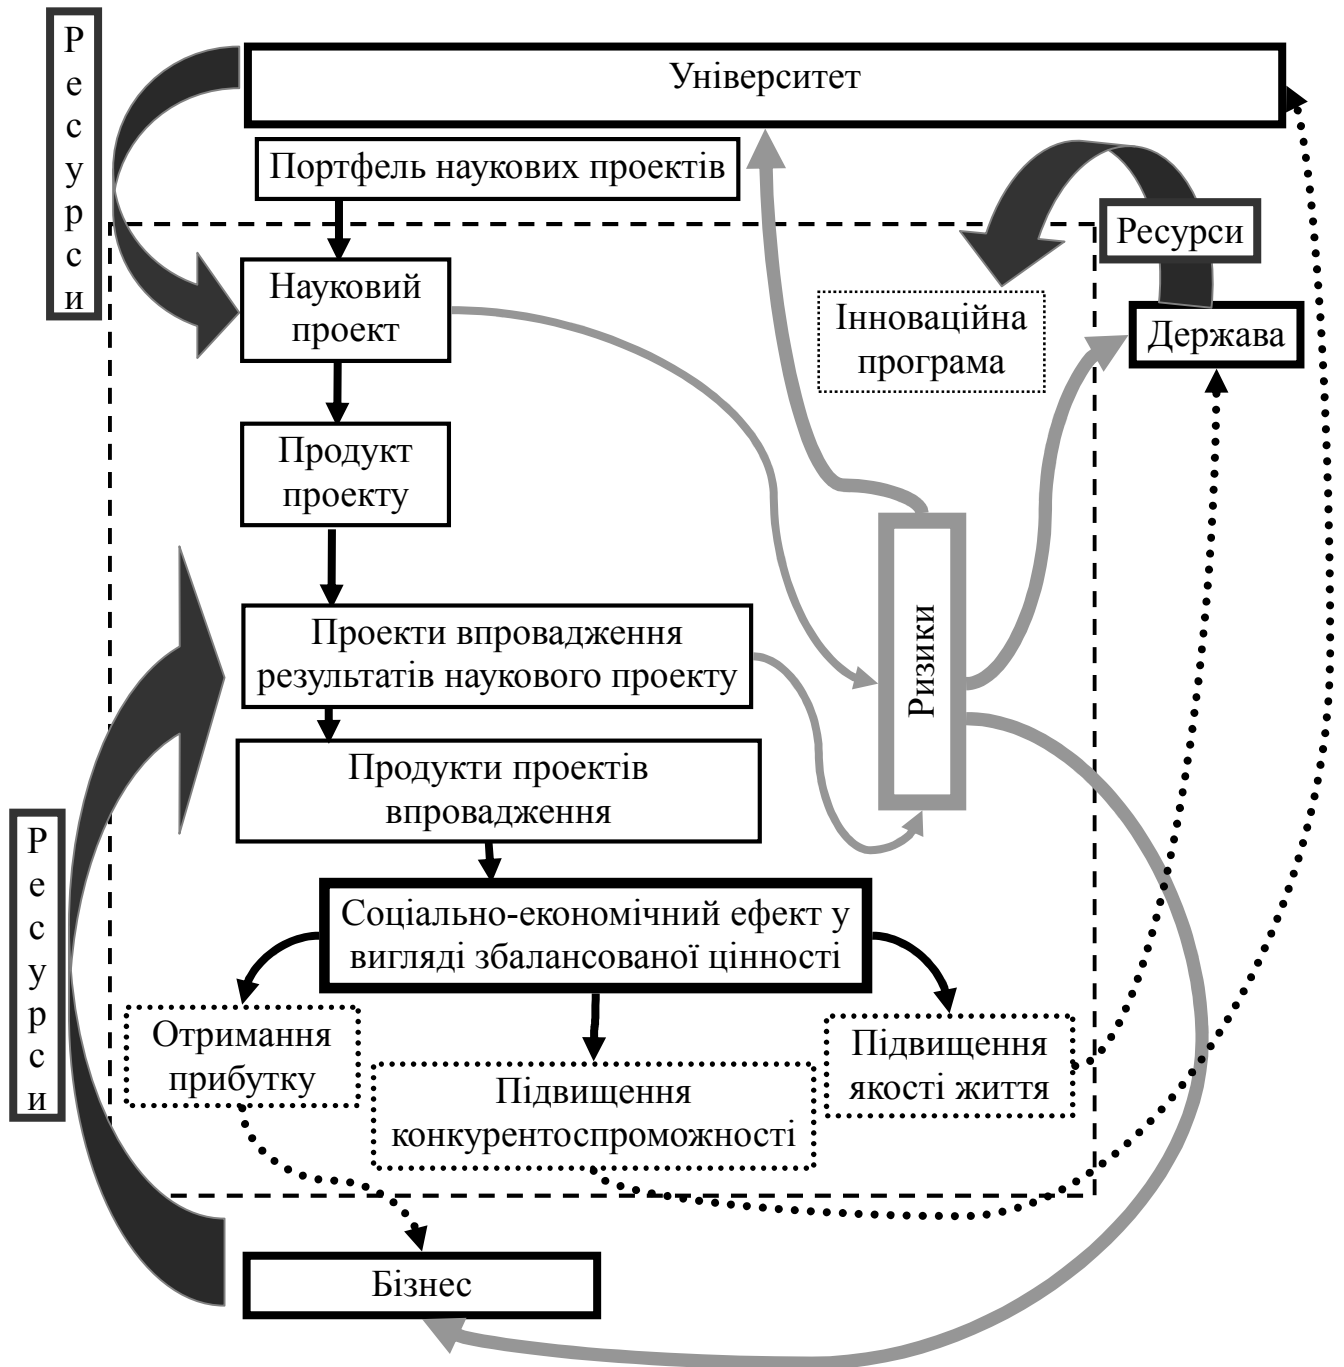 Ресурси
Університет
Портфель наукових проектів
Ресурси
Науковий
проект
Інноваційна
програма
Держава
Продукт
проекту
Проекти впровадження
результатів наукового проекту
Ризики
Продукти проектів
впровадження
Ресурси
Соціально-економічний ефект у
вигляді збалансованої цінності
Отримання
прибутку
Підвищення
конкурентоспроможності
Підвищення
якості життя
Бізнес